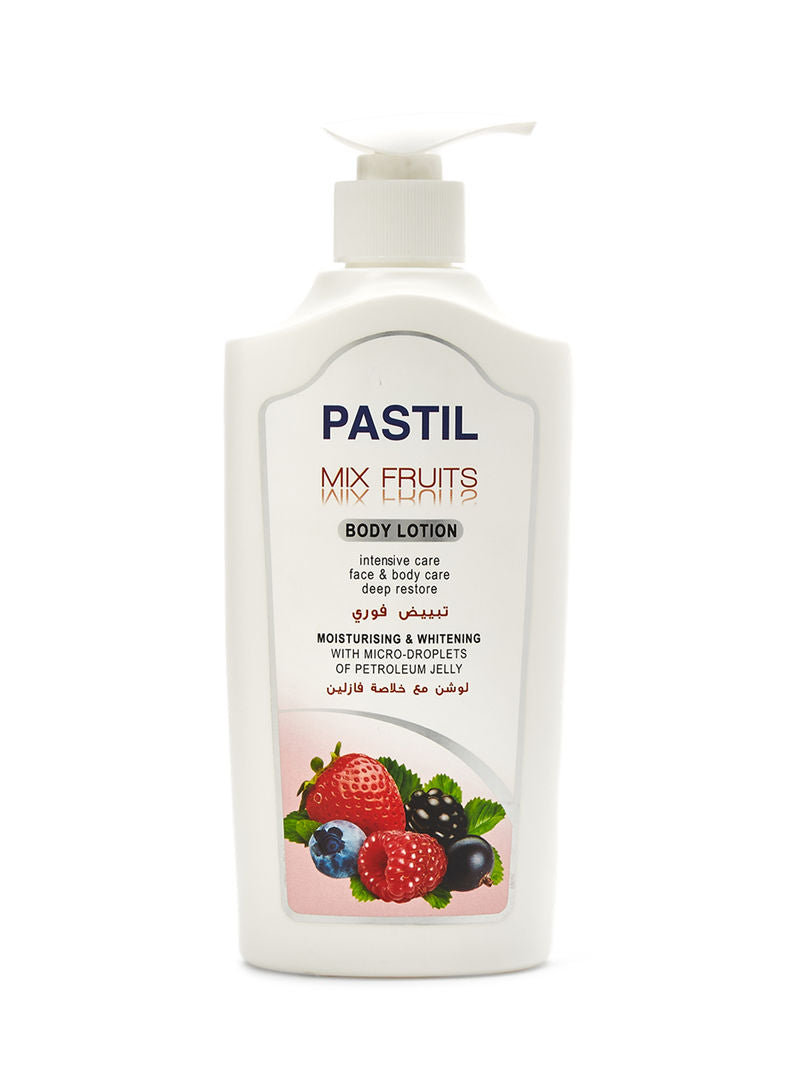 PASTIL
MIX FRUITS
BODY LOTION
intensive care
face & body care
deep restore
تبييض فوري
MOISTURISING & WHITENING
WITH MICRO-DROPLETS
OF PETROLEUM JELLY
لوشن مع خلاصة فازلين